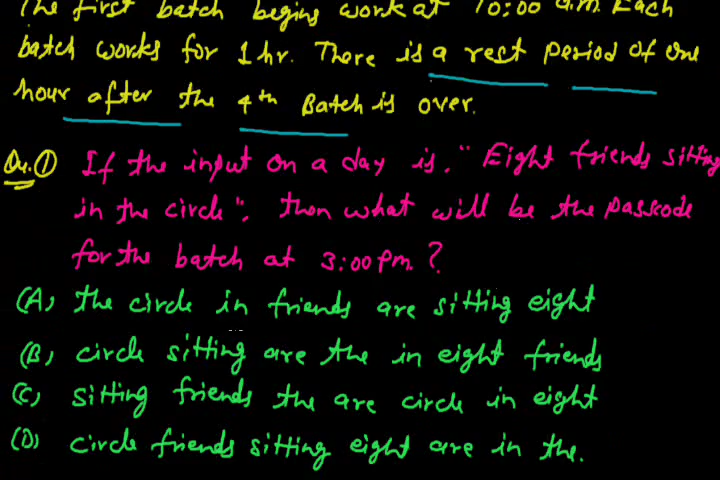 The first batch begins work at 10:00 a.m. Each
batch works for 1 hr. There is a rest period of one
hour after the 4th Batch is over.
Qu.① If the input on a day is, "Eight friends sitting
in the circle", then what will be the passcode
for the batch at 3:00 pm. ?
(A) the circle in friends are sitting eight
(B) circle sitting are the in eight friends
(C) sitting friends the are circle in eight
(D) circle friends sitting eight are in the.